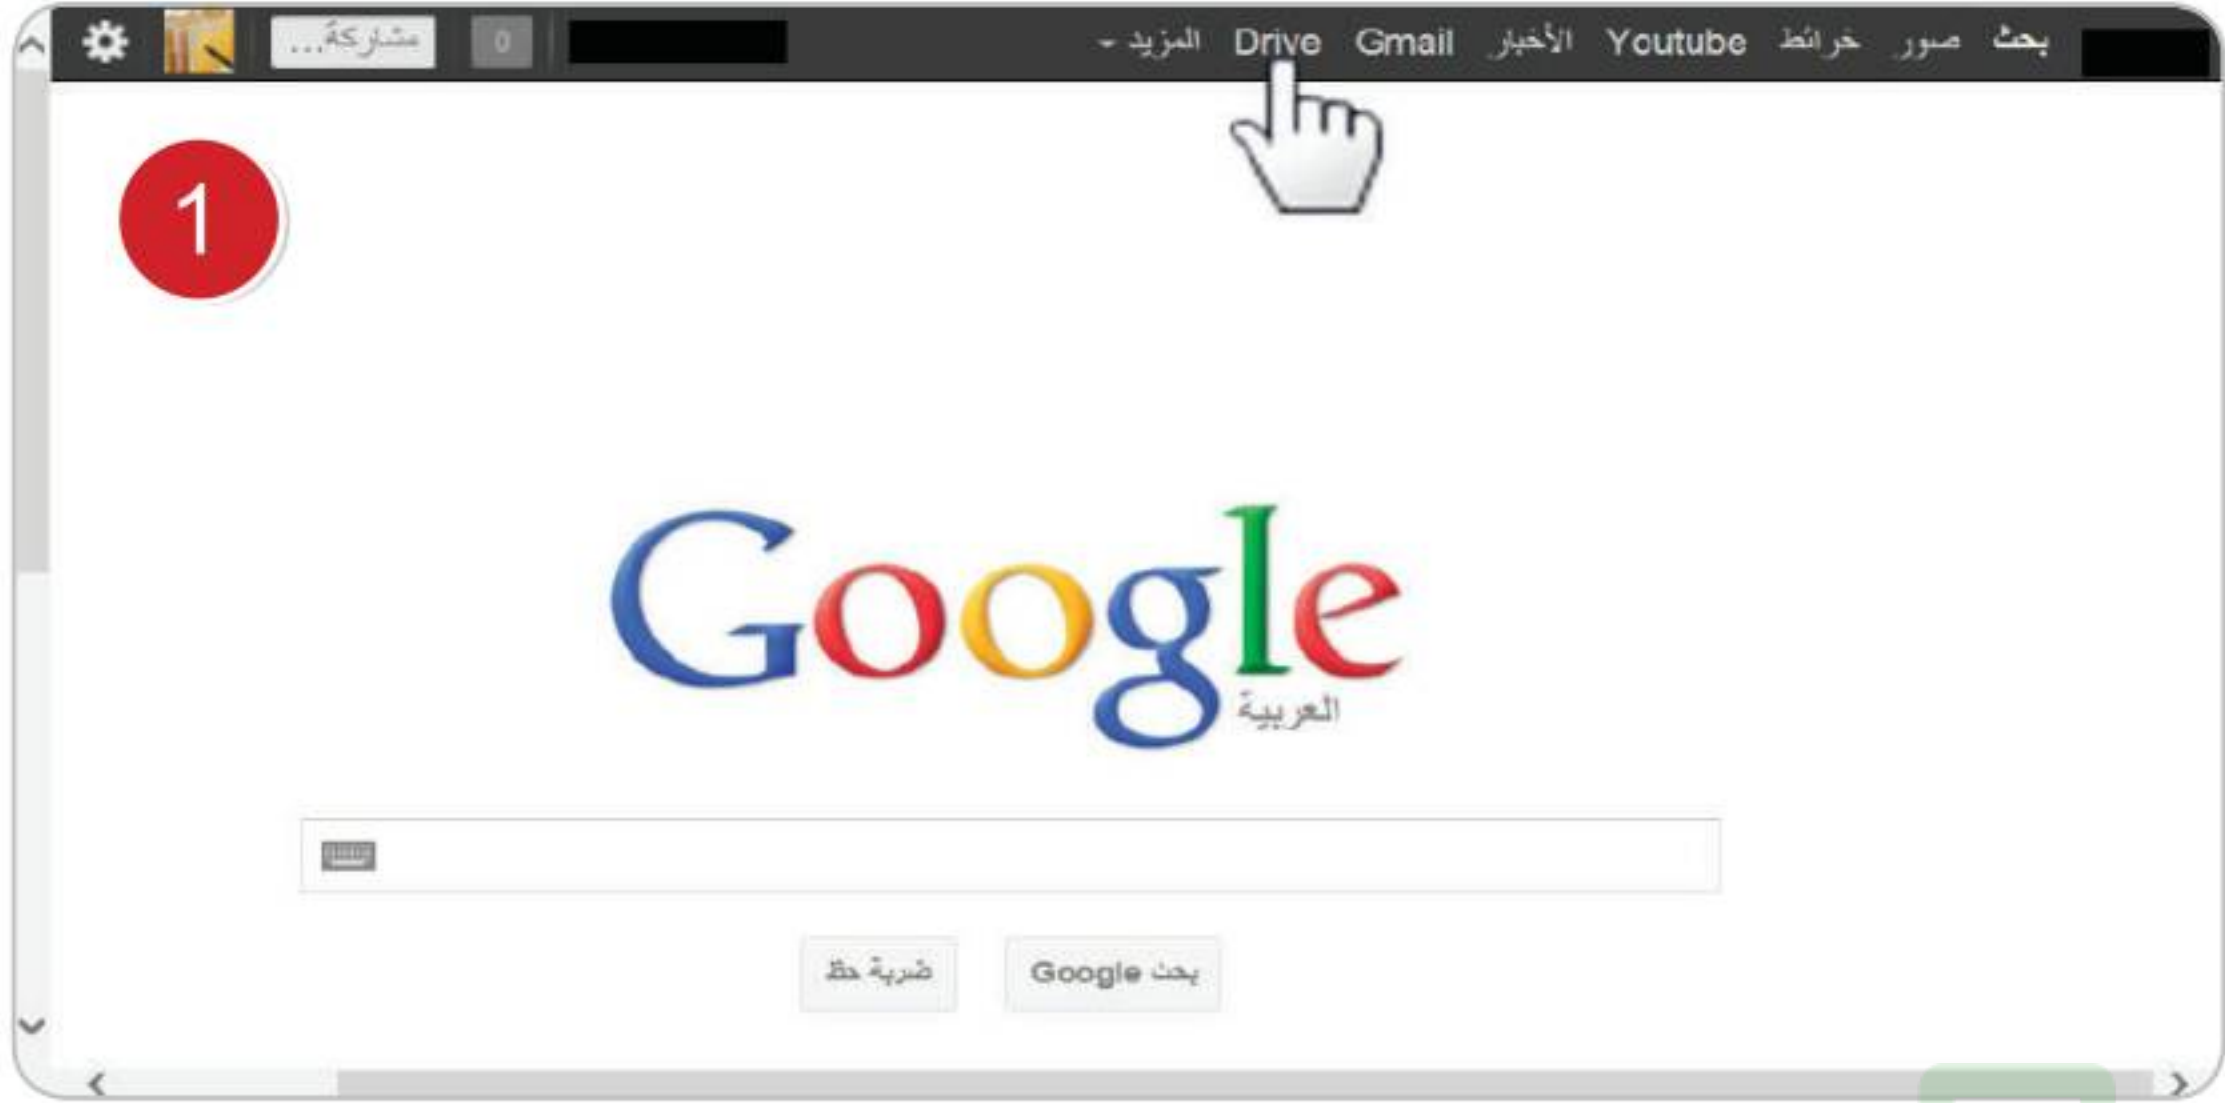 بحث صور خرائط Youtube الأخبار Gmail Drive المزيد 0 مشاركة...
1
Google
العربية
بحث Google ضربة حظ